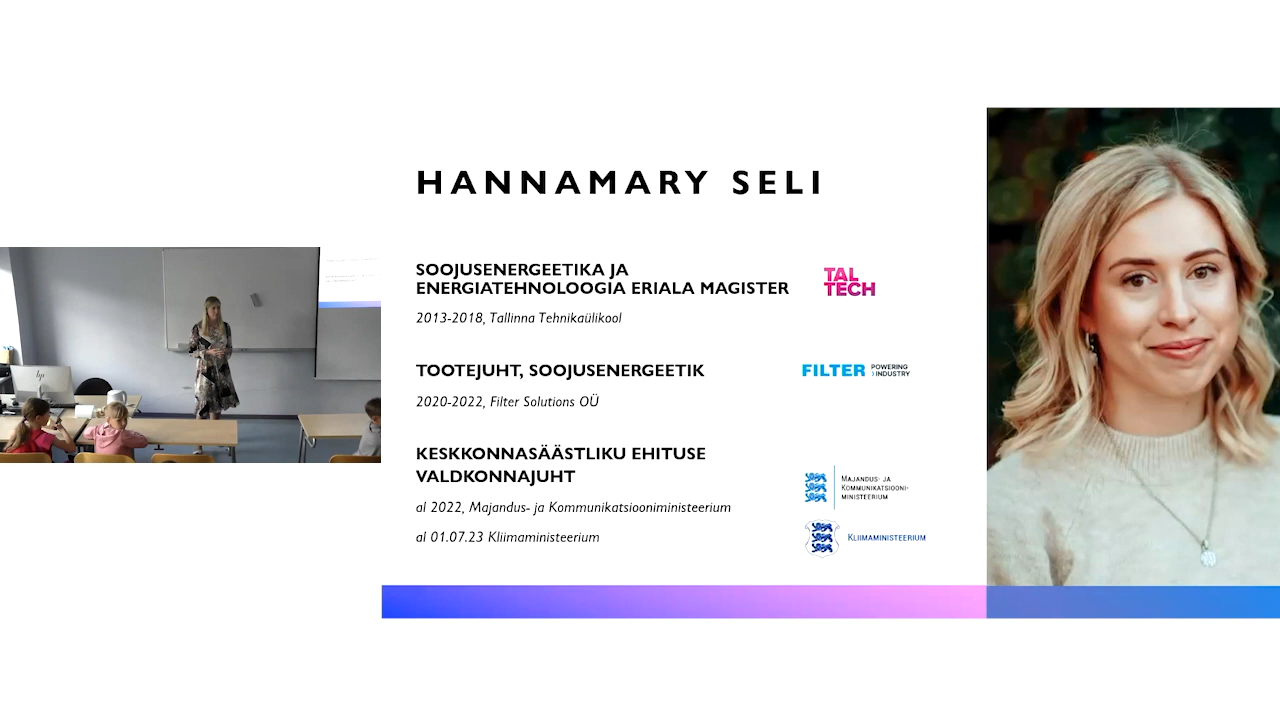 HANNAMARY SELI
SOOJUSENERGEETIKA JA
ENERGIATEHNOLOOGIA ERIALA MAGISTER
2013-2018, Tallinna Tehnikaülikool
TAL
TECH
TOOTEJUHT, SOOJUSENERGEETIK
2020-2022, Filter Solutions OÜ
FILTER
POWERING
INDUSTRY
KESKKONNASÄÄSTLIKU EHITUSE
VALDKONNAJUHT
al 2022, Majandus- ja Kommunikatsiooniministeerium
MAJANDUS- JA
KOMMUNIKATSIOONI-
MINISTEERIUM
al 01.07.23 Kliimaministeerium
KLIIMAMINISTEERIUM
hp